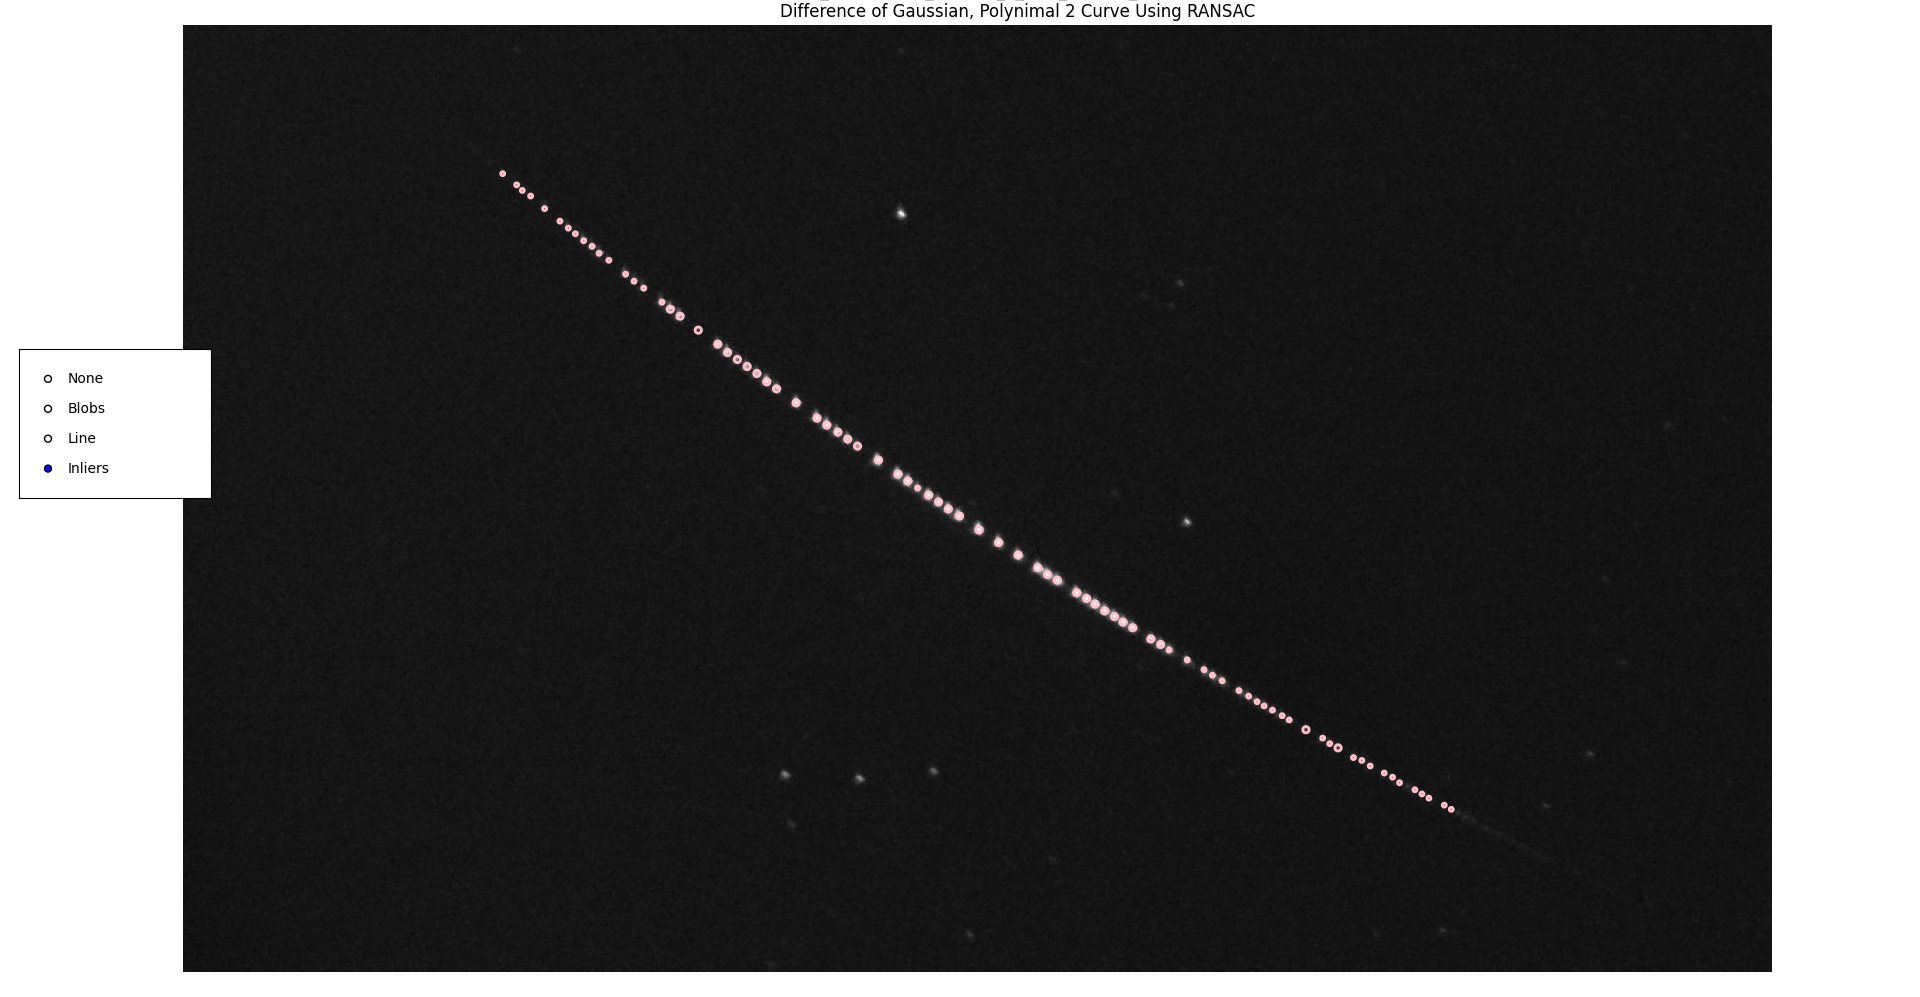 Difference of Gaussian, Polynimal 2 Curve Using RANSAC
None
Blobs
Line
Inliers